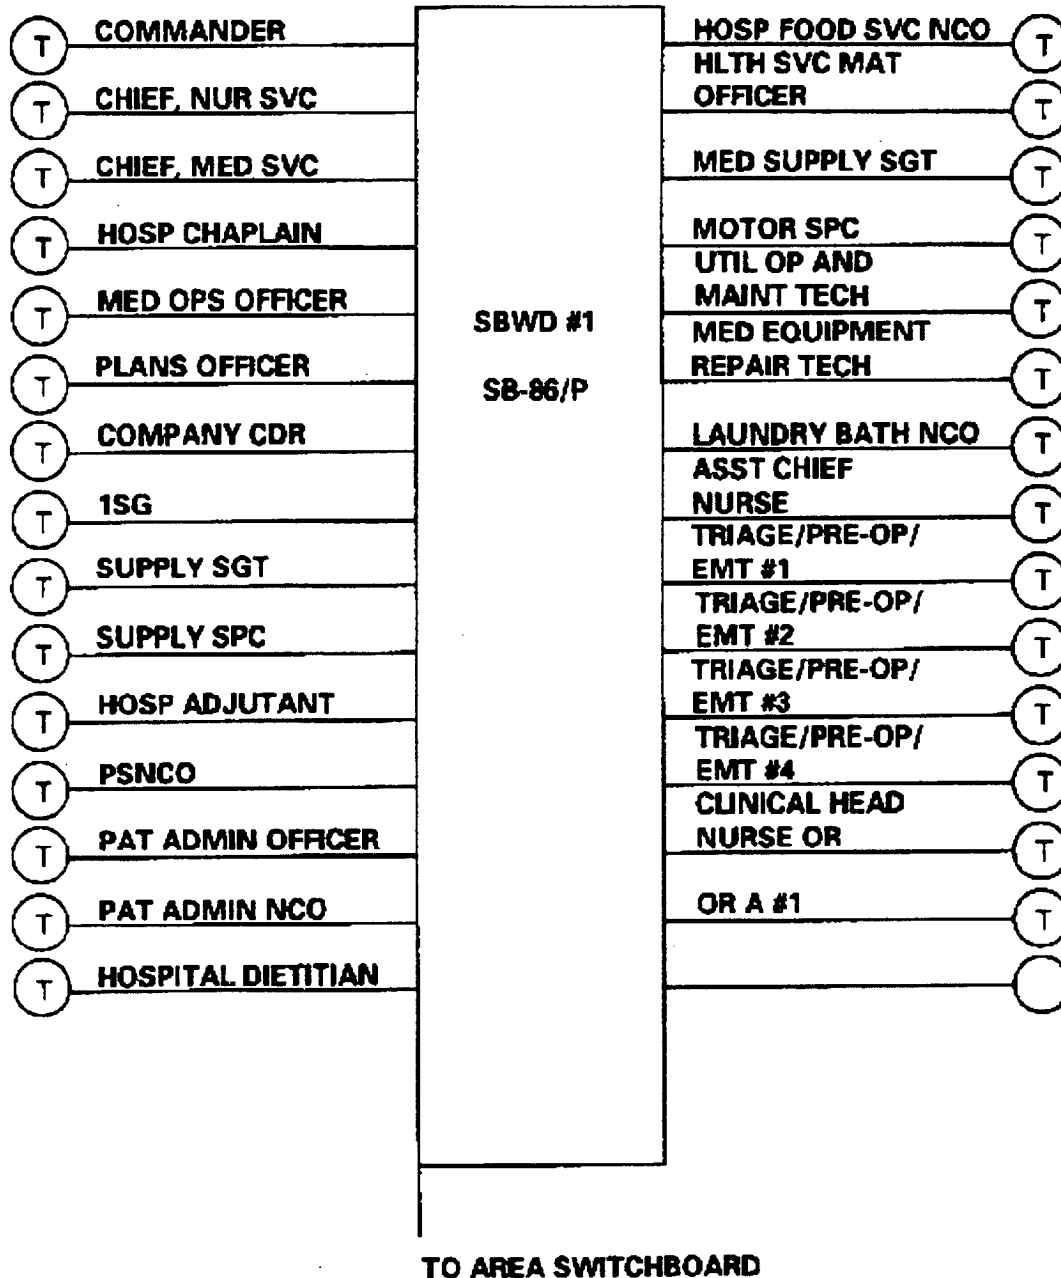 T COMMANDER
T CHIEF, NUR SVC
T CHIEF, MED SVC
T HOSP CHAPLAIN
T MED OPS OFFICER
T PLANS OFFICER
T COMPANY CDR
T 1SG
T SUPPLY SGT
T SUPPLY SPC
T HOSP ADJUTANT
T PSNCO
T PAT ADMIN OFFICER
T PAT ADMIN NCO
T HOSPITAL DIETITIAN
SBWD #1
SB-86/P
HOSP FOOD SVC NCO T
HLTH SVC MAT
OFFICER T
MED SUPPLY SGT T
MOTOR SPC T
UTIL OP AND
MAINT TECH T
MED EQUIPMENT
REPAIR TECH T
LAUNDRY BATH NCO T
ASST CHIEF
NURSE T
TRIAGE/PRE-OP/
EMT #1 T
TRIAGE/PRE-OP/
EMT #2 T
TRIAGE/PRE-OP/
EMT #3 T
TRIAGE/PRE-OP/
EMT #4 T
CLINICAL HEAD
NURSE OR T
OR A #1 T
TO AREA SWITCHBOARD